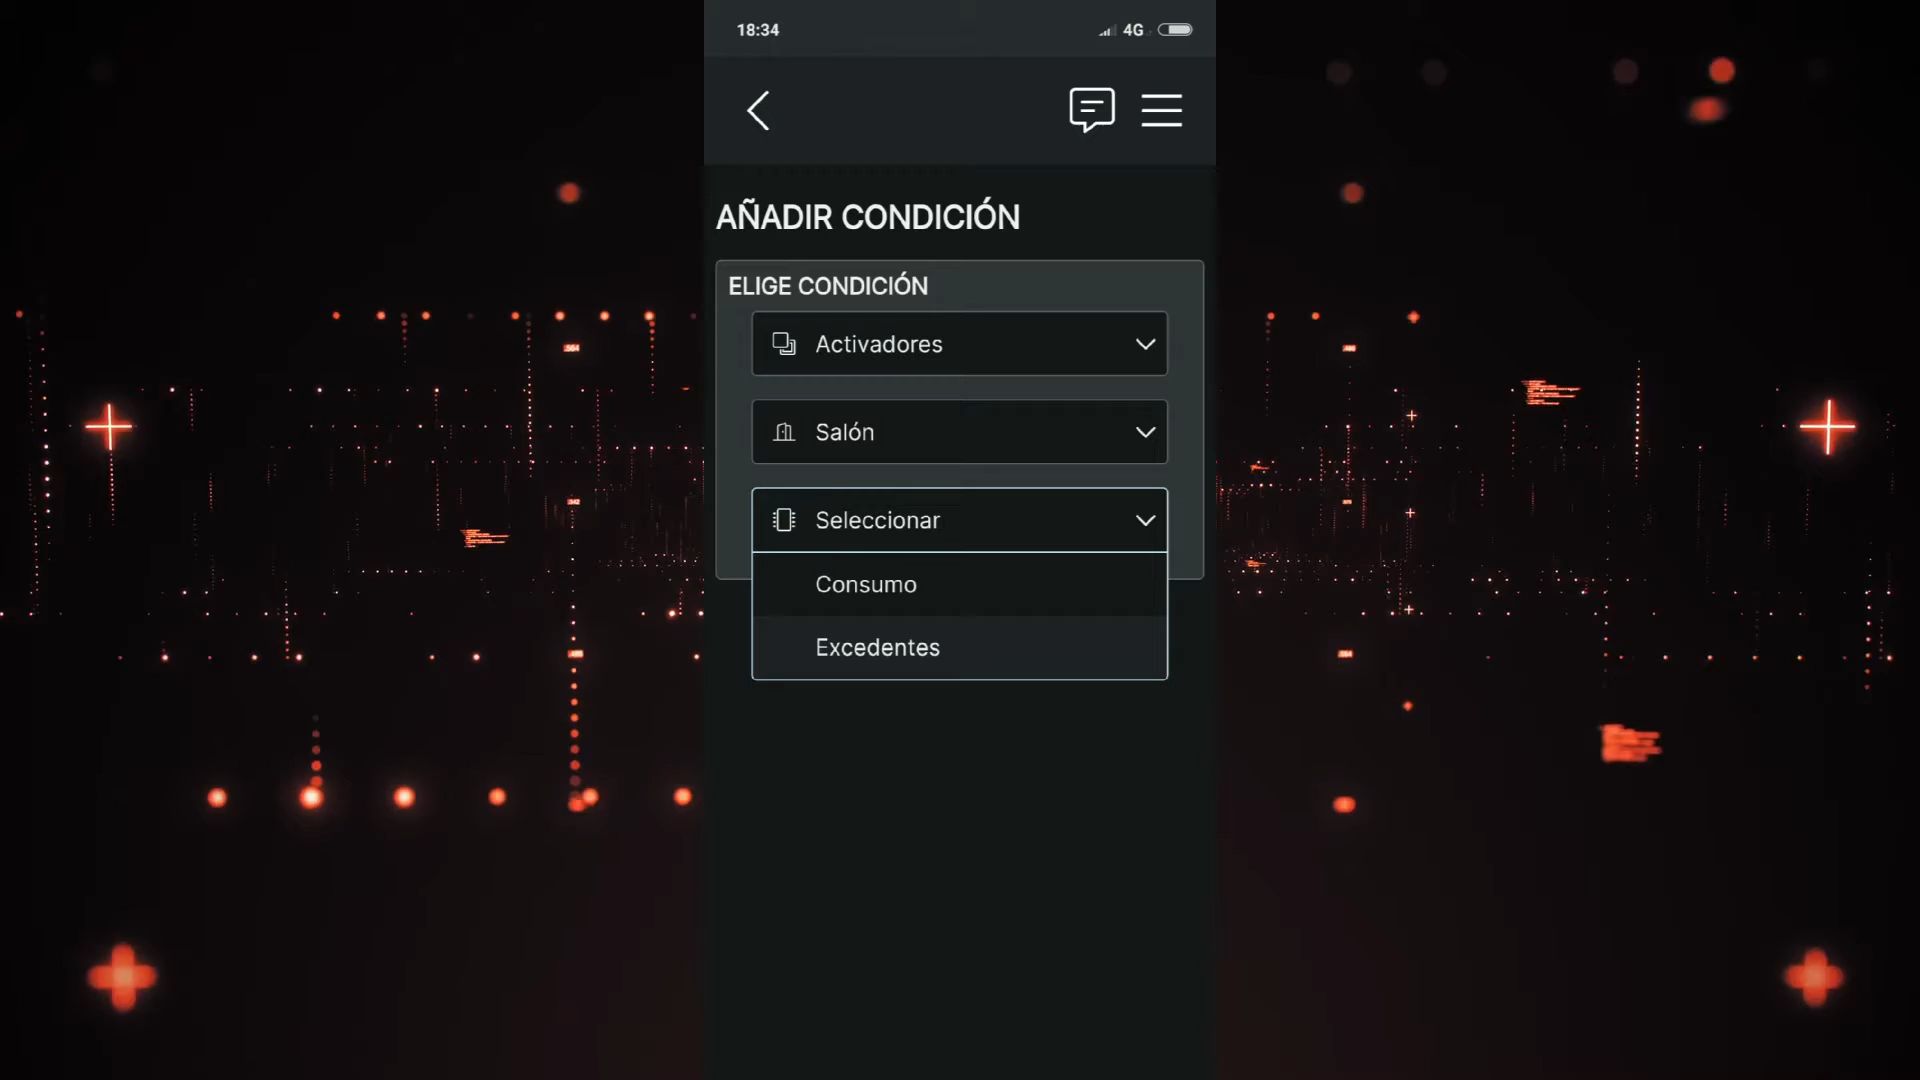 18:34
4G
AÑADIR CONDICIÓN
ELIGE CONDICIÓN
Activadores
Salón
Seleccionar
Consumo
Excedentes